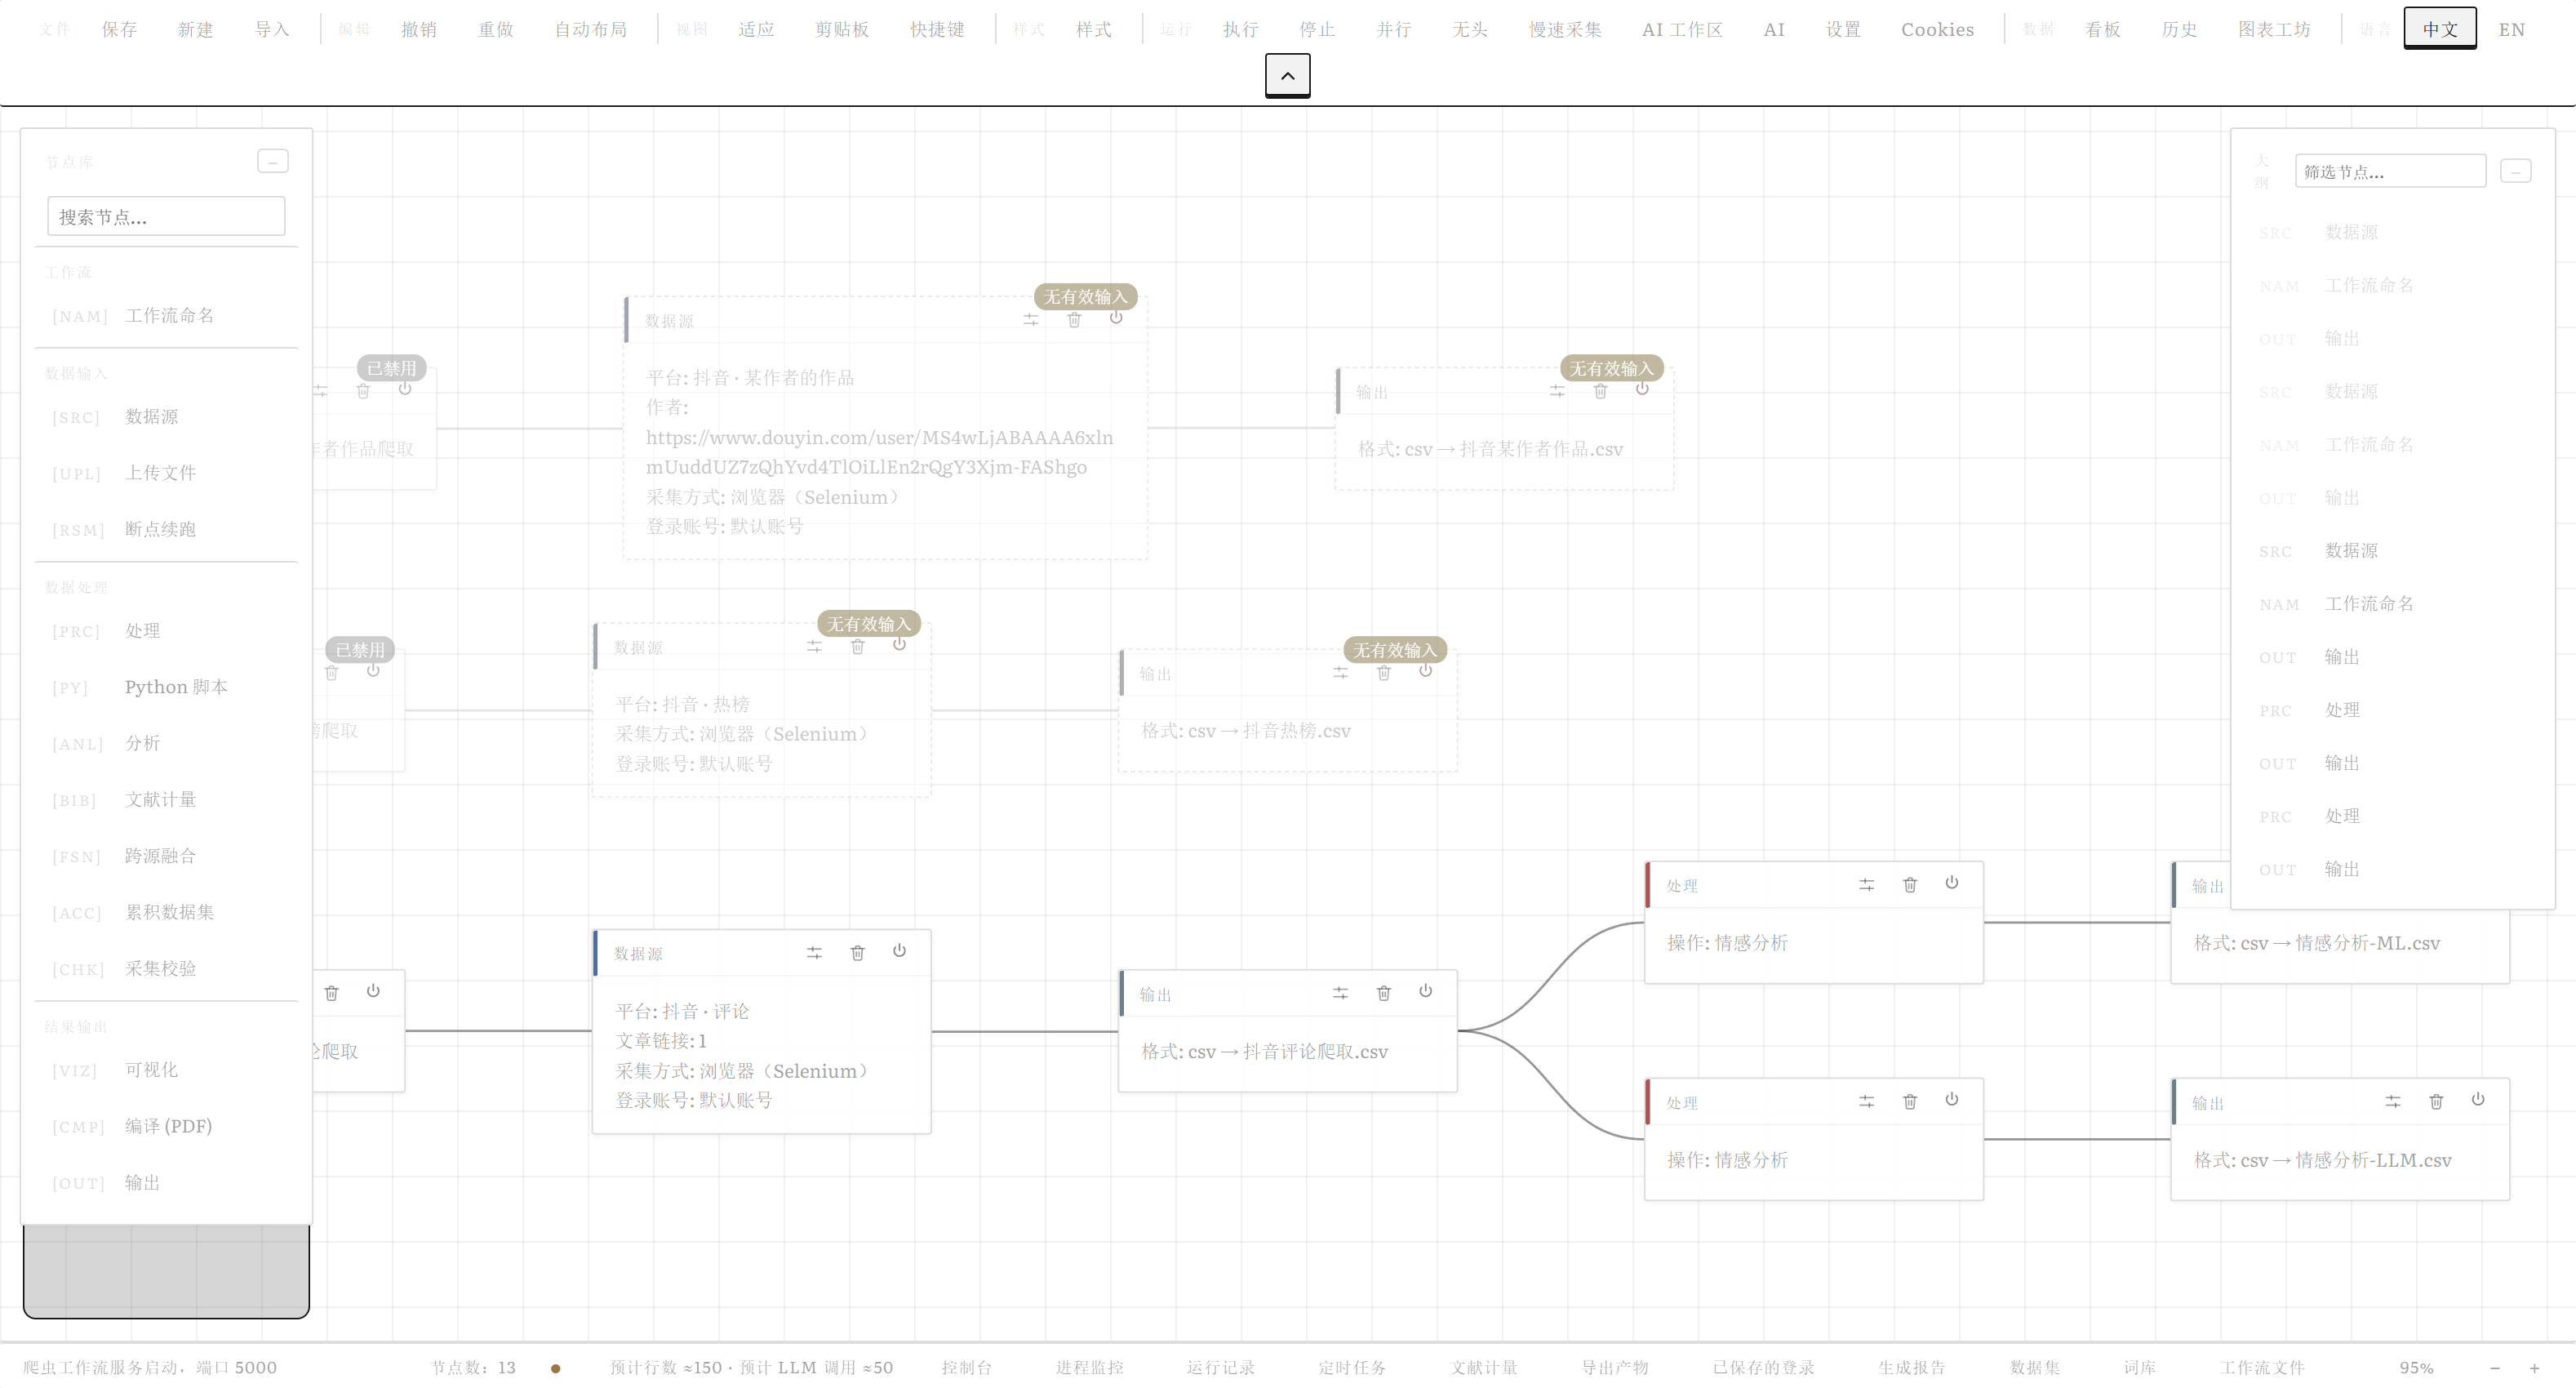 文件 保存 新建 导入 编辑 撤销 重做 自动布局 视图 适应 剪贴板 快捷键 样式 样式 运行 执行 停止 并行 无头 慢速采集 AI 工作区 AI 设置 Cookies 数据 看板 历史 图表工坊 语言 中文 EN
节点库
搜索节点...
工作流
[NAM] 工作流命名
数据输入
[SRC] 数据源
[UPL] 上传文件
[RSM] 断点续跑
数据处理
[PRC] 处理
[PY] Python 脚本
[ANL] 分析
[BIB] 文献计量
[FSN] 跨源融合
[ACC] 累积数据集
[CHK] 采集校验
结果输出
[VIZ] 可视化
[CMP] 编译 (PDF)
[OUT] 输出
已禁用
作品爬取
无有效输入
数据源
平台: 抖音 · 某作者的作品
作者:
https://www.douyin.com/user/MS4wLjABAAAA6xln
mUuddUZ7zQhYvd4TlOiLlEn2rQgY3Xjm-FAShgo
采集方式: 浏览器（Selenium）
登录账号: 默认账号
无有效输入
输出
格式: csv → 抖音某作者作品.csv
已禁用
爬取
无有效输入
数据源
平台: 抖音 · 热榜
采集方式: 浏览器（Selenium）
登录账号: 默认账号
无有效输入
输出
格式: csv → 抖音热榜.csv
爬取
数据源
平台: 抖音 · 评论
文章链接: 1
采集方式: 浏览器（Selenium）
登录账号: 默认账号
输出
格式: csv → 抖音评论爬取.csv
处理
操作: 情感分析
输出
格式: csv → 情感分析-ML.csv
处理
操作: 情感分析
输出
格式: csv → 情感分析-LLM.csv
大纲
筛选节点...
SRC 数据源
NAM 工作流命名
OUT 输出
SRC 数据源
NAM 工作流命名
OUT 输出
SRC 数据源
NAM 工作流命名
OUT 输出
PRC 处理
OUT 输出
PRC 处理
OUT 输出
爬虫工作流服务启动，端口 5000 节点数: 13 预计行数 ≈150 · 预计 LLM 调用 ≈50 控制台 进程监控 运行记录 定时任务 文献计量 导出产物 已保存的登录 生成报告 数据集 词库 工作流文件 95% − +